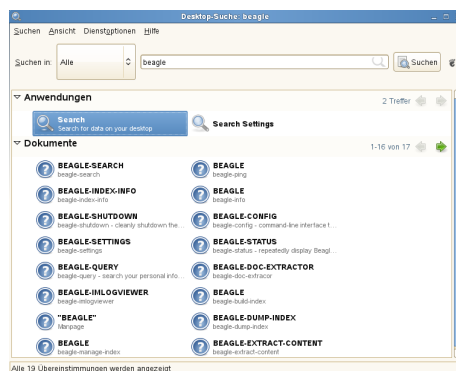 Desktop-Suche: beagle
Suchen Ansicht Dienstoptionen Hilfe
Suchen in: Alle beagle Suchen
Anwendungen 2 Treffer
Search
Search for data on your desktop
Search Settings
Dokumente 1-16 von 17
BEAGLE-SEARCH
beagle-search
BEAGLE
beagle-ping
BEAGLE-INDEX-INFO
beagle-index-info
BEAGLE
beagle-info
BEAGLE-SHUTDOWN
beagle-shutdown - cleanly shutdown the...
BEAGLE-CONFIG
beagle-config - command-line interface f...
BEAGLE-SETTINGS
beagle-settings
BEAGLE-STATUS
beagle-status - repeatedly display Beagl...
BEAGLE-QUERY
beagle-query - search your personal info...
BEAGLE-DOC-EXTRACTOR
beagle-doc-extracor
BEAGLE-IMLOGVIEWER
beagle-imlogviewer
BEAGLE
beagle-build-index
"BEAGLE"
Manpage
BEAGLE-DUMP-INDEX
beagle-dump-index
BEAGLE
beagle-manage-index
BEAGLE-EXTRACT-CONTENT
beagle-extract-content
Alle 19 Übereinstimmungen werden angezeigt